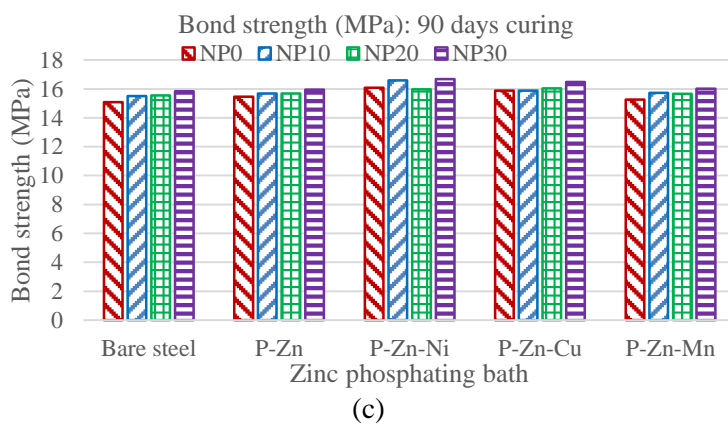 Bond strength (MPa): 90 days curing
NP0 NP10 NP20 NP30
18
16
14
12
10
8
6
4
2
0
Bond strength (MPa)
Bare steel P-Zn P-Zn-Ni P-Zn-Cu P-Zn-Mn
Zinc phosphating bath
(c)